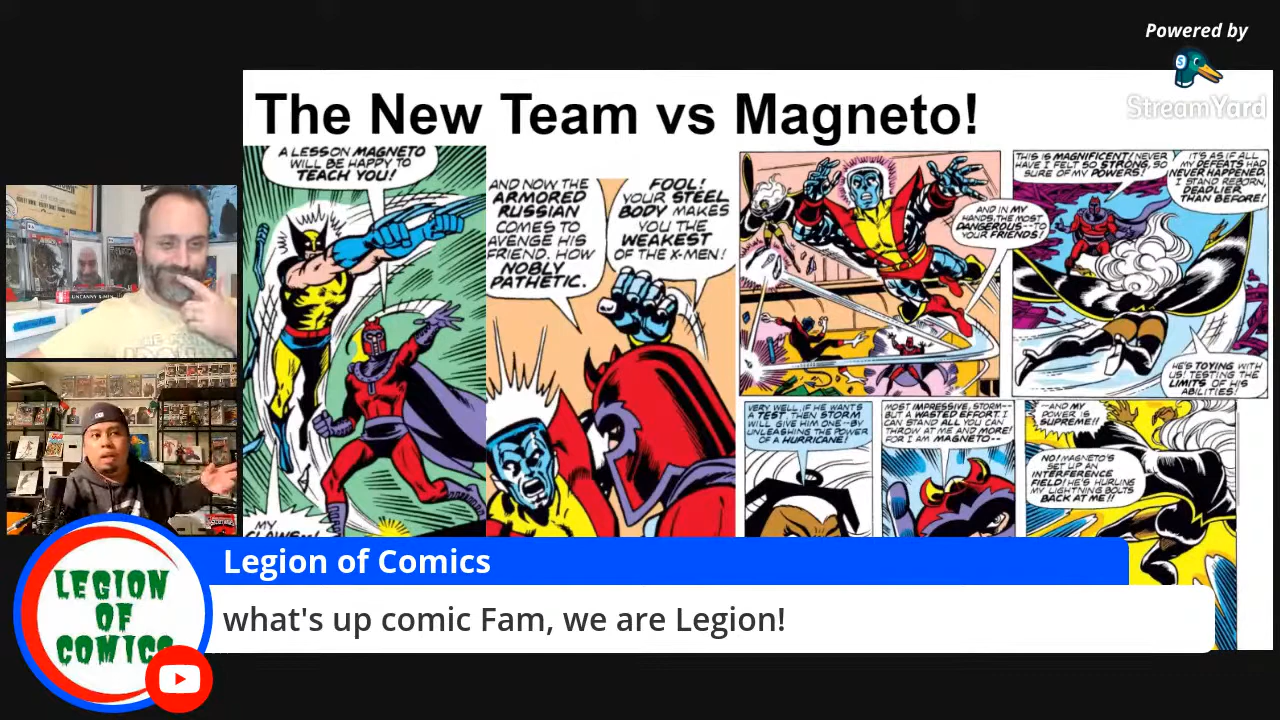 Powered by
StreamYard
The New Team vs Magneto!
A LESSON MAGNETO
WILL BE HAPPY TO
TEACH YOU!
AND NOW THE
ARMORED
RUSSIAN
COMES TO
AVENGE HIS
FRIEND. HOW
NOBLY
PATHETIC.
FOOL!
YOUR STEEL
BODY MAKES
YOU THE
WEAKEST
OF THE X-MEN!
AND IN MY
HANDS, THE MOST
DANGEROUS--TO
YOUR FRIENDS!
THIS IS MAGNIFICENT! NEVER
HAVE I FELT SO STRONG, SO
SURE OF MY POWERS!
IT'S AS IF ALL
MY DEFEATS HAD
NEVER HAPPENED.
I STAND REBORN,
DEADLIER
THAN BEFORE!
HE'S TOYING WITH
US! TESTING THE
LIMITS OF HIS
ABILITIES!
VERY WELL, IF HE WANTS
A TEST, THEN STORM
WILL GIVE HIM ONE--BY
UNLEASHING THE POWER
OF A HURRICANE!
MOST IMPRESSIVE, STORM--
BUT A WASTED EFFORT. I
CAN STAND ALL YOU CAN
THROW AT ME AND MORE!
FOR I AM MAGNETO--
--AND MY
POWER IS
SUPREME!!
NO! MAGNETO'S
SET UP AN
INTERFERENCE
FIELD! HE'S HURLING
MY LIGHTNING BOLTS
BACK AT ME!!
MY
UNCANNY X-MEN
Legion of Comics
what's up comic Fam, we are Legion!
LEGION
OF
COMICS